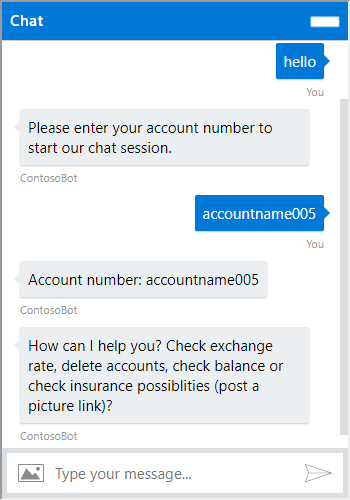 Chat
hello
You
Please enter your account number to
start our chat session.
ContosoBot
accountname005
You
Account number: accountname005
ContosoBot
How can I help you? Check exchange
rate, delete accounts, check balance or
check insurance possiblities (post a
picture link)?
ContosoBot
Type your message...